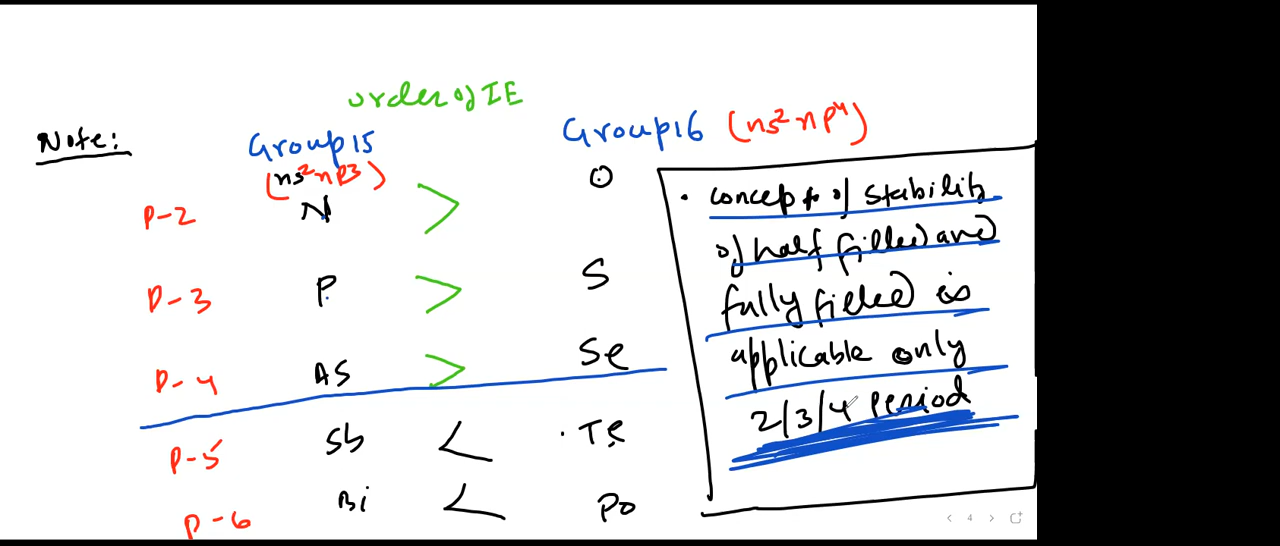 order of IE
Note:
Group 15
Group 16 (ns² np⁴)
(ns² np³)
P-2 N > O
P-3 P > S
P-4 As > Se
P-5 Sb < Te
P-6 Bi < Po
• concept of stability
of half filled and
fully filled is
applicable only
2/3/4 Period
4